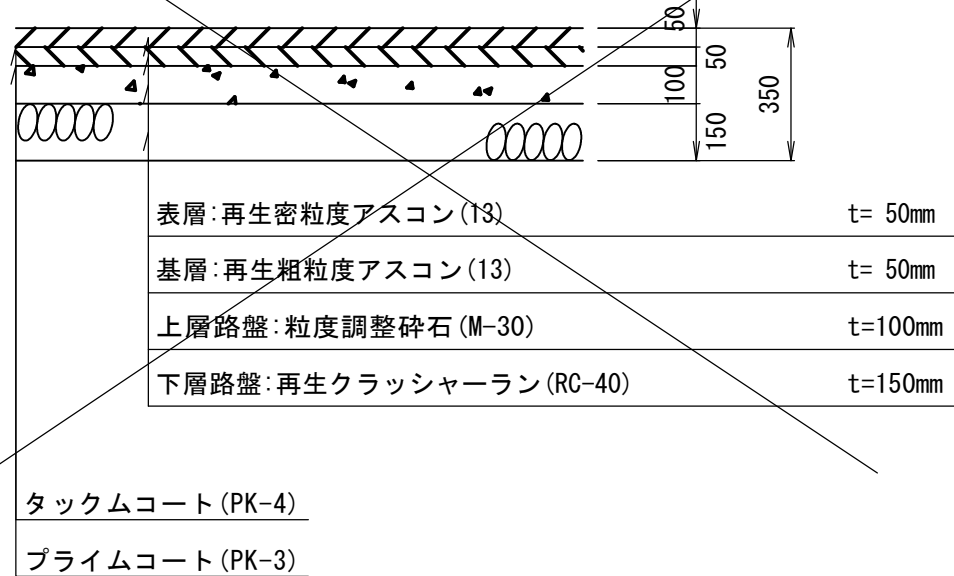 50
50
100
150
350
表層:再生密粒度アスコン(13) t= 50mm
基層:再生粗粒度アスコン(13) t= 50mm
上層路盤:粒度調整砕石(M-30) t=100mm
下層路盤:再生クラッシャーラン(RC-40) t=150mm
タックムコート(PK-4)
プライムコート(PK-3)